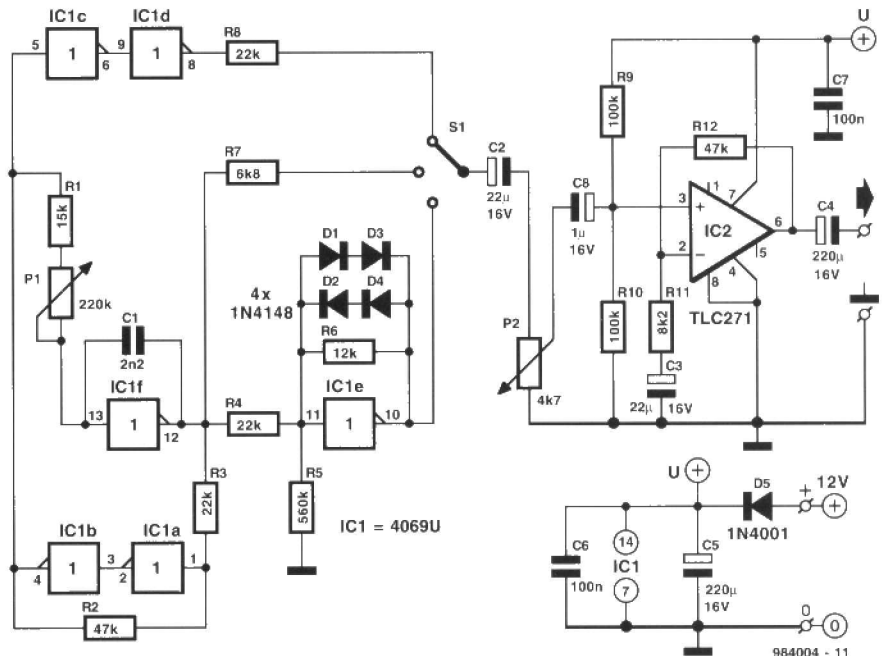 IC1c
IC1d
5
1
6
9
1
8
R8
22k
S1
R7
6k8
C2
22µ
16V
R1
15k
P1
220k
C1
2n2
IC1f
13
1
12
D1
D3
D2
D4
4x
1N4148
R6
12k
IC1e
11
1
10
R4
22k
R5
560k
R3
22k
IC1 = 4069U
IC1b
IC1a
4
1
3
2
1
1
R2
47k
U
+
R9
100k
C7
100n
R12
47k
C8
1µ
16V
3
+
1
7
IC2
6
2
−
5
4
8
TLC271
C4
220µ
16V
R10
100k
R11
8k2
P2
4k7
C3
22µ
16V
U
+
D5
1N4001
+
12V
+
C6
100n
14
IC1
7
C5
220µ
16V
0
0
984004 - 11